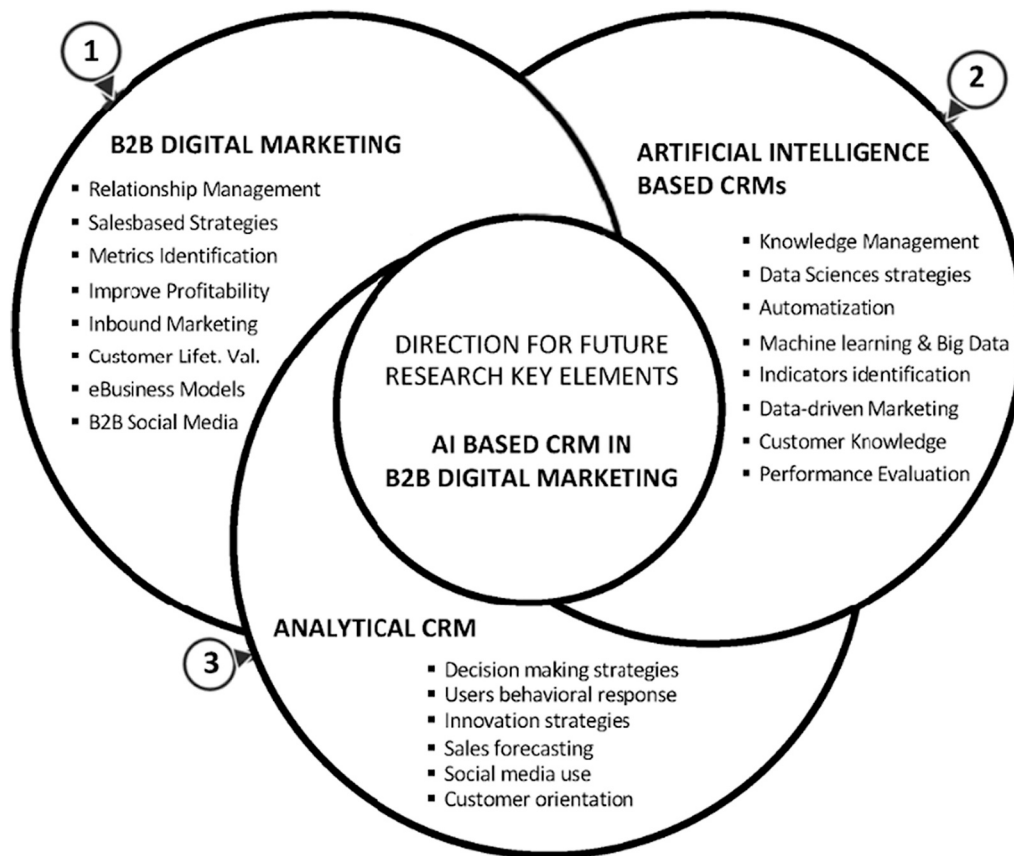 1
B2B DIGITAL MARKETING
▪ Relationship Management
▪ Salesbased Strategies
▪ Metrics Identification
▪ Improve Profitability
▪ Inbound Marketing
▪ Customer Lifet. Val.
▪ eBusiness Models
▪ B2B Social Media
2
ARTIFICIAL INTELLIGENCE
BASED CRMs
▪ Knowledge Management
▪ Data Sciences strategies
▪ Automatization
▪ Machine learning & Big Data
▪ Indicators identification
▪ Data-driven Marketing
▪ Customer Knowledge
▪ Performance Evaluation
DIRECTION FOR FUTURE
RESEARCH KEY ELEMENTS
AI BASED CRM IN
B2B DIGITAL MARKETING
3
ANALYTICAL CRM
▪ Decision making strategies
▪ Users behavioral response
▪ Innovation strategies
▪ Sales forecasting
▪ Social media use
▪ Customer orientation